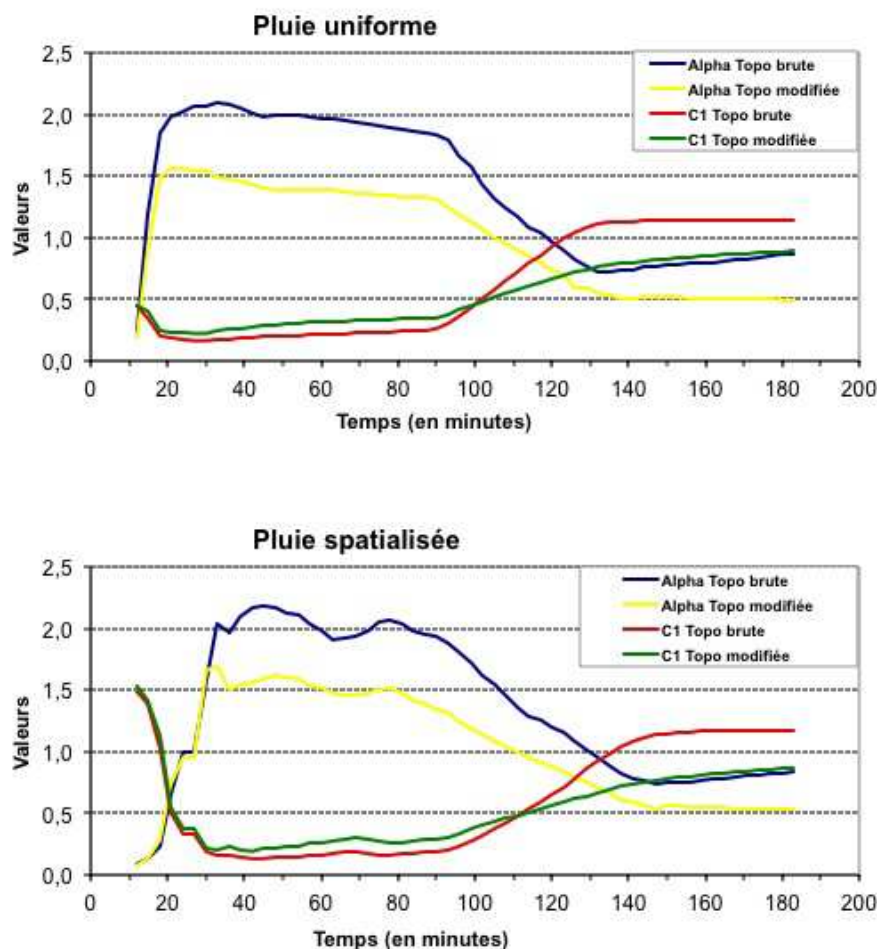 Pluie uniforme
2,5
2,0
1,5
1,0
0,5
0,0
Valeurs
Alpha Topo brute
Alpha Topo modifiée
C1 Topo brute
C1 Topo modifiée
0 20 40 60 80 100 120 140 160 180 200
Temps (en minutes)
Pluie spatialisée
2,5
2,0
1,5
1,0
0,5
0,0
Valeurs
Alpha Topo brute
Alpha Topo modifiée
C1 Topo brute
C1 Topo modifiée
0 20 40 60 80 100 120 140 160 180 200
Temps (en minutes)